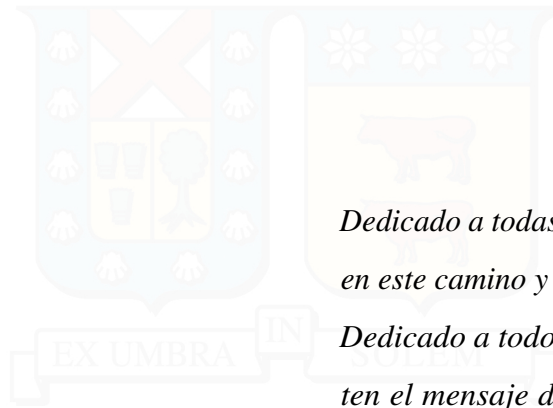 Dedicado a todas
en este camino y
Dedicado a todo
EX UMBRA IN SOLEM
ten el mensaje d